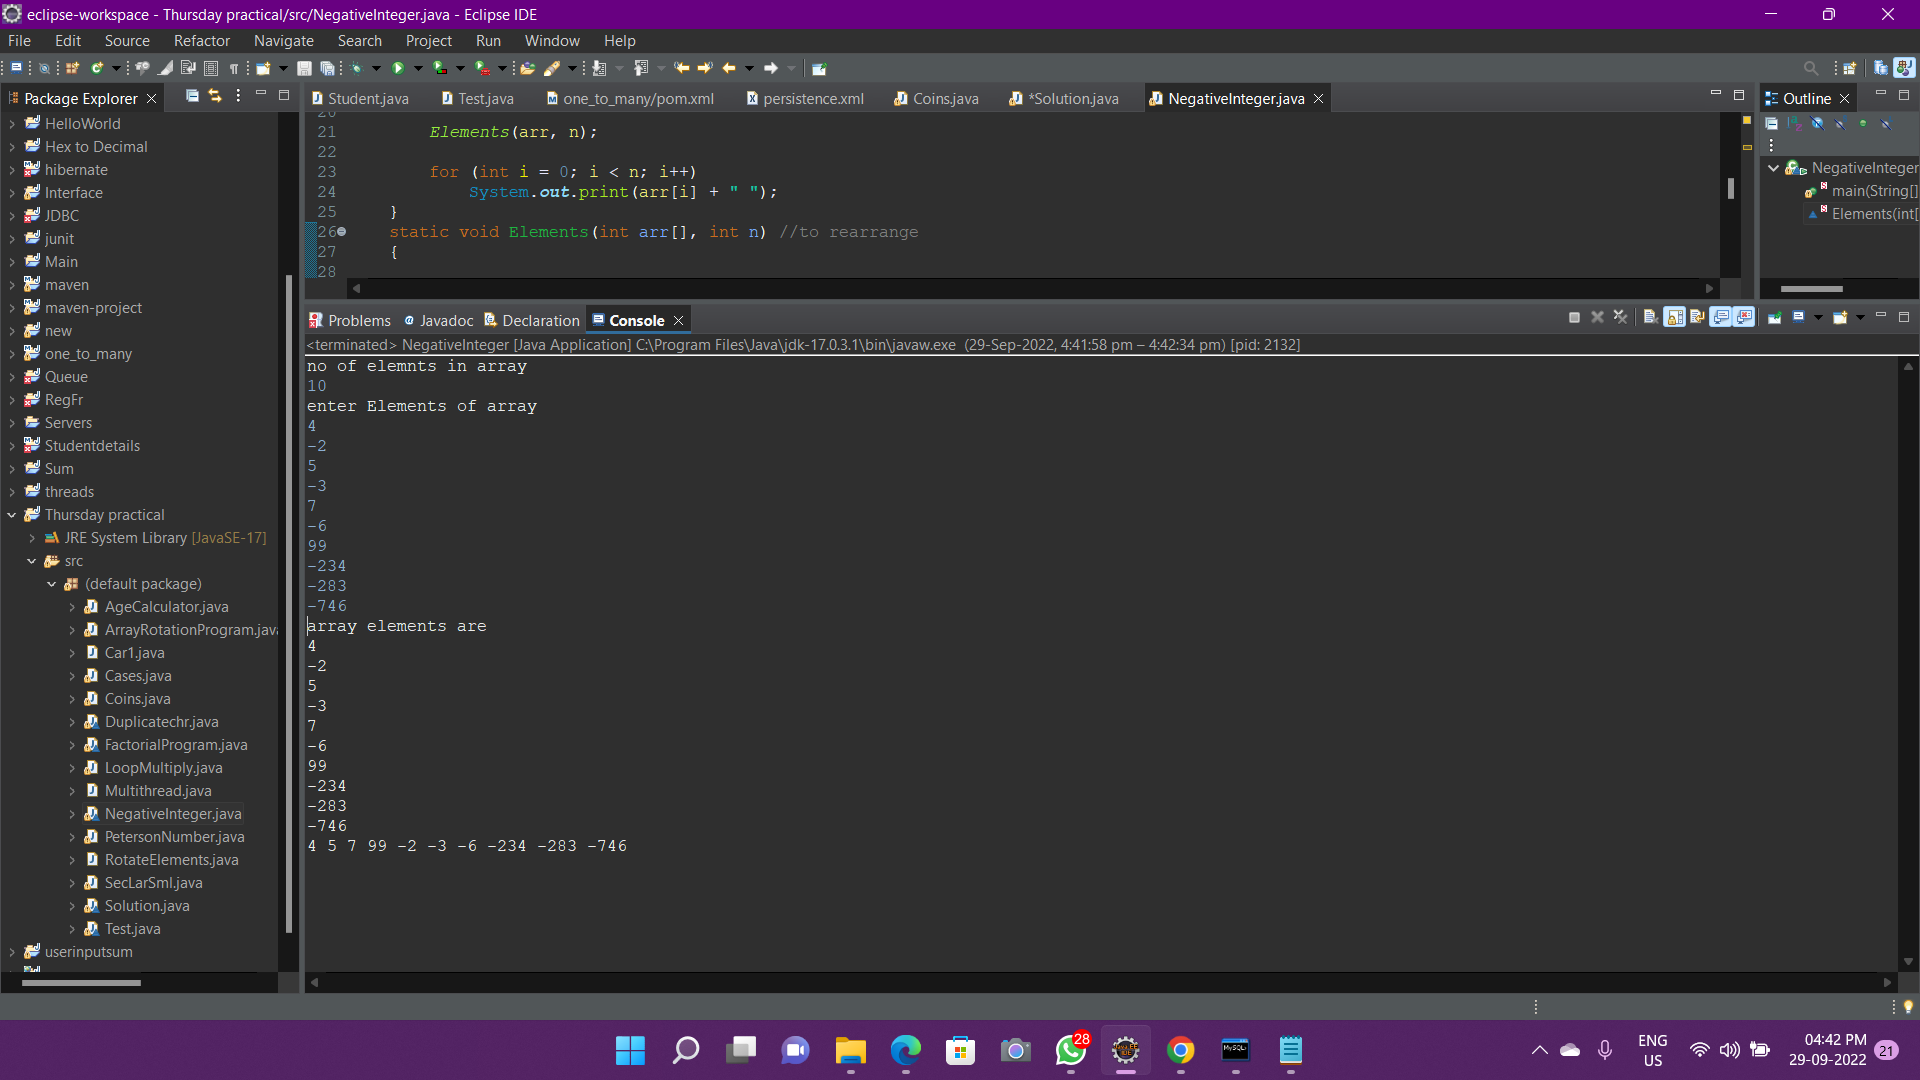 eclipse-workspace - Thursday practical/src/NegativeInteger.java - Eclipse IDE
File Edit Source Refactor Navigate Search Project Run Window Help
Package Explorer
HelloWorld
Hex to Decimal
hibernate
Interface
JDBC
junit
Main
maven
maven-project
new
one_to_many
Queue
RegFr
Servers
Studentdetails
Sum
threads
Thursday practical
JRE System Library [JavaSE-17]
src
(default package)
AgeCalculator.java
ArrayRotationProgram.java
Car1.java
Cases.java
Coins.java
Duplicatechr.java
FactorialProgram.java
LoopMultiply.java
Multithread.java
NegativeInteger.java
PetersonNumber.java
RotateElements.java
SecLarSml.java
Solution.java
Test.java
userinputsum
Student.java Test.java one_to_many/pom.xml persistence.xml Coins.java *Solution.java NegativeInteger.java
20
21 Elements(arr, n);
22
23 for (int i = 0; i < n; i++)
24 System.out.print(arr[i] + " ");
25 }
26 static void Elements(int arr[], int n) //to rearrange
27 {
28
Outline
NegativeInteger
main(String[]
Elements(int[
Problems Javadoc Declaration Console
<terminated> NegativeInteger [Java Application] C:\Program Files\Java\jdk-17.0.3.1\bin\javaw.exe (29-Sep-2022, 4:41:58 pm – 4:42:34 pm) [pid: 2132]
no of elemnts in array
10
enter Elements of array
4
-2
5
-3
7
-6
99
-234
-283
-746
array elements are
4
-2
5
-3
7
-6
99
-234
-283
-746
4 5 7 99 -2 -3 -6 -234 -283 -746
28
MySQL
ENG
US
04:42 PM
29-09-2022
21